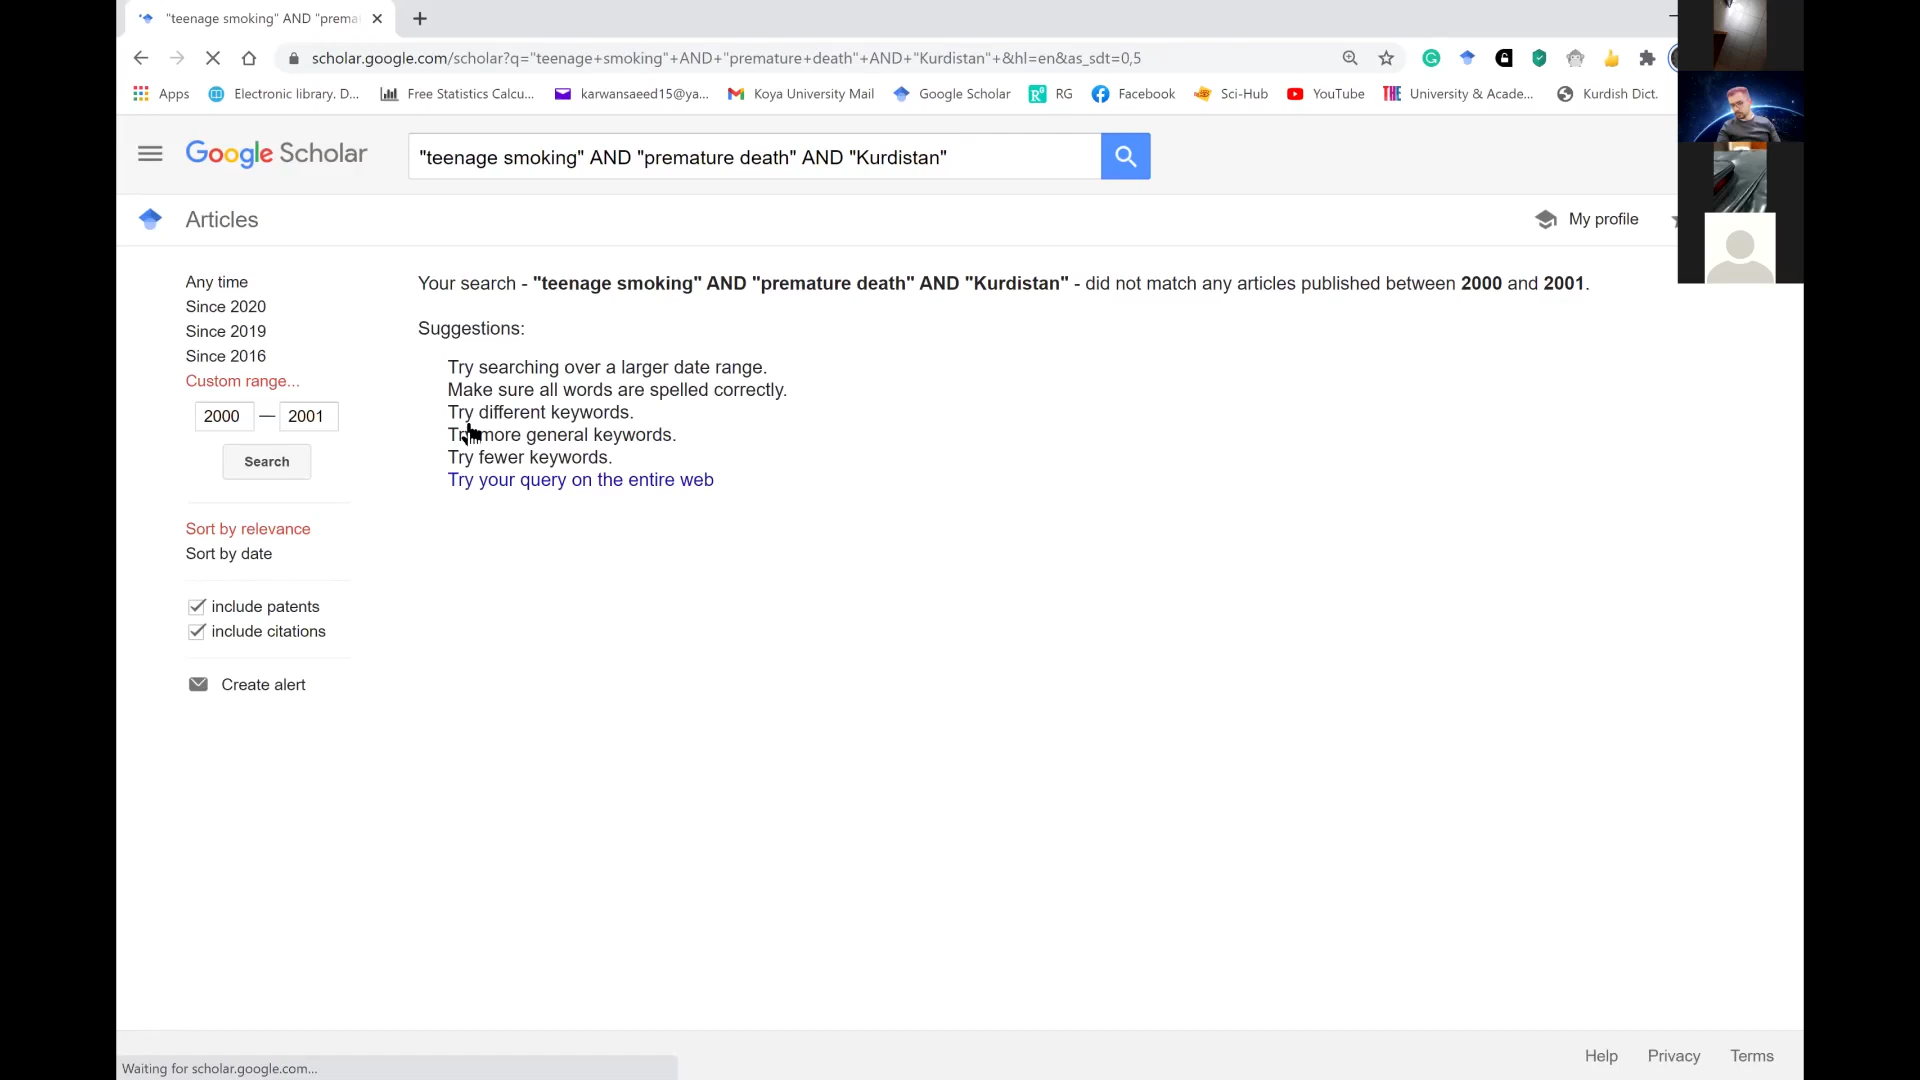 "teenage smoking" AND "prema
scholar.google.com/scholar?q="teenage+smoking"+AND+"premature+death"+AND+"Kurdistan"+&hl=en&as_sdt=0,5
Apps Electronic library. D... Free Statistics Calcu... karwansaeed15@ya... Koya University Mail Google Scholar RG Facebook Sci-Hub YouTube THE University & Acade... Kurdish Dict.
Google Scholar
"teenage smoking" AND "premature death" AND "Kurdistan"
Articles
My profile
Any time
Since 2020
Since 2019
Since 2016
Custom range...
2000 — 2001
Search
Sort by relevance
Sort by date
include patents
include citations
Create alert
Your search - "teenage smoking" AND "premature death" AND "Kurdistan" - did not match any articles published between 2000 and 2001.
Suggestions:
Try searching over a larger date range.
Make sure all words are spelled correctly.
Try different keywords.
Try more general keywords.
Try fewer keywords.
Try your query on the entire web
Help Privacy Terms
Waiting for scholar.google.com...